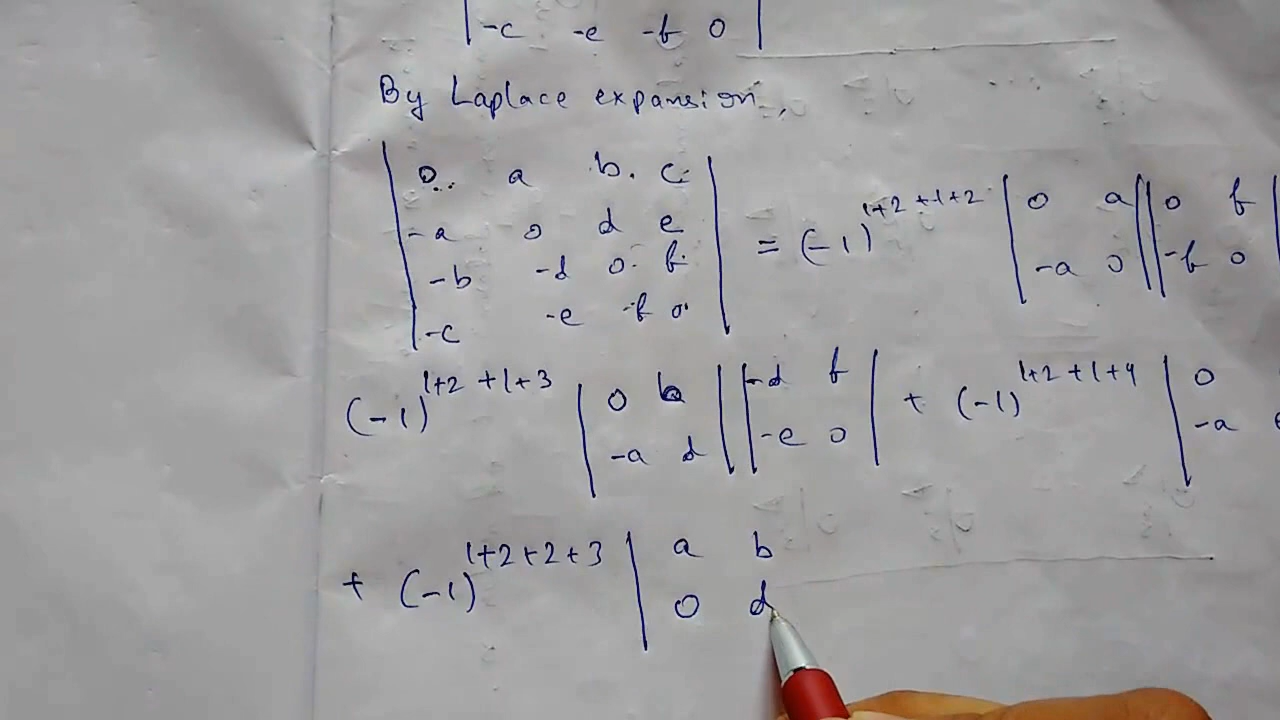 -c -e -f 0
By Laplace expansion,
| 0 a b c |
| -a 0 d e |
| -b -d 0 f |
| -c -e -f 0 |
= (-1)^{1+2+1+2} | 0 a | | 0 f |
| -a 0 | | -f 0 |
(-1)^{1+2+1+3} | 0 b | | -d f | + (-1)^{1+2+1+4} | 0
| -a d | | -e 0 | | -a
+ (-1)^{1+2+2+3} | a b
| 0 d